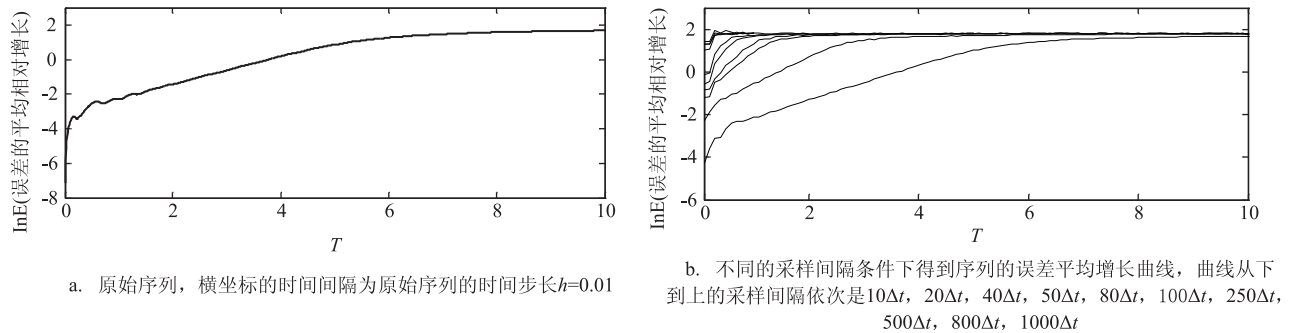 lnE(误差的平均相对增长)
2
0
-2
-4
-6
-8
0
2
4
6
8
10
T
a. 原始序列，横坐标的时间间隔为原始序列的时间步长h=0.01
lnE(误差的平均相对增长)
2
0
-2
-4
-6
0
2
4
6
8
10
T
b. 不同的采样间隔条件下得到序列的误差平均增长曲线，曲线从下
到上的采样间隔依次是10Δt，20Δt，40Δt，50Δt，80Δt，100Δt，250Δt，
500Δt，800Δt，1000Δt